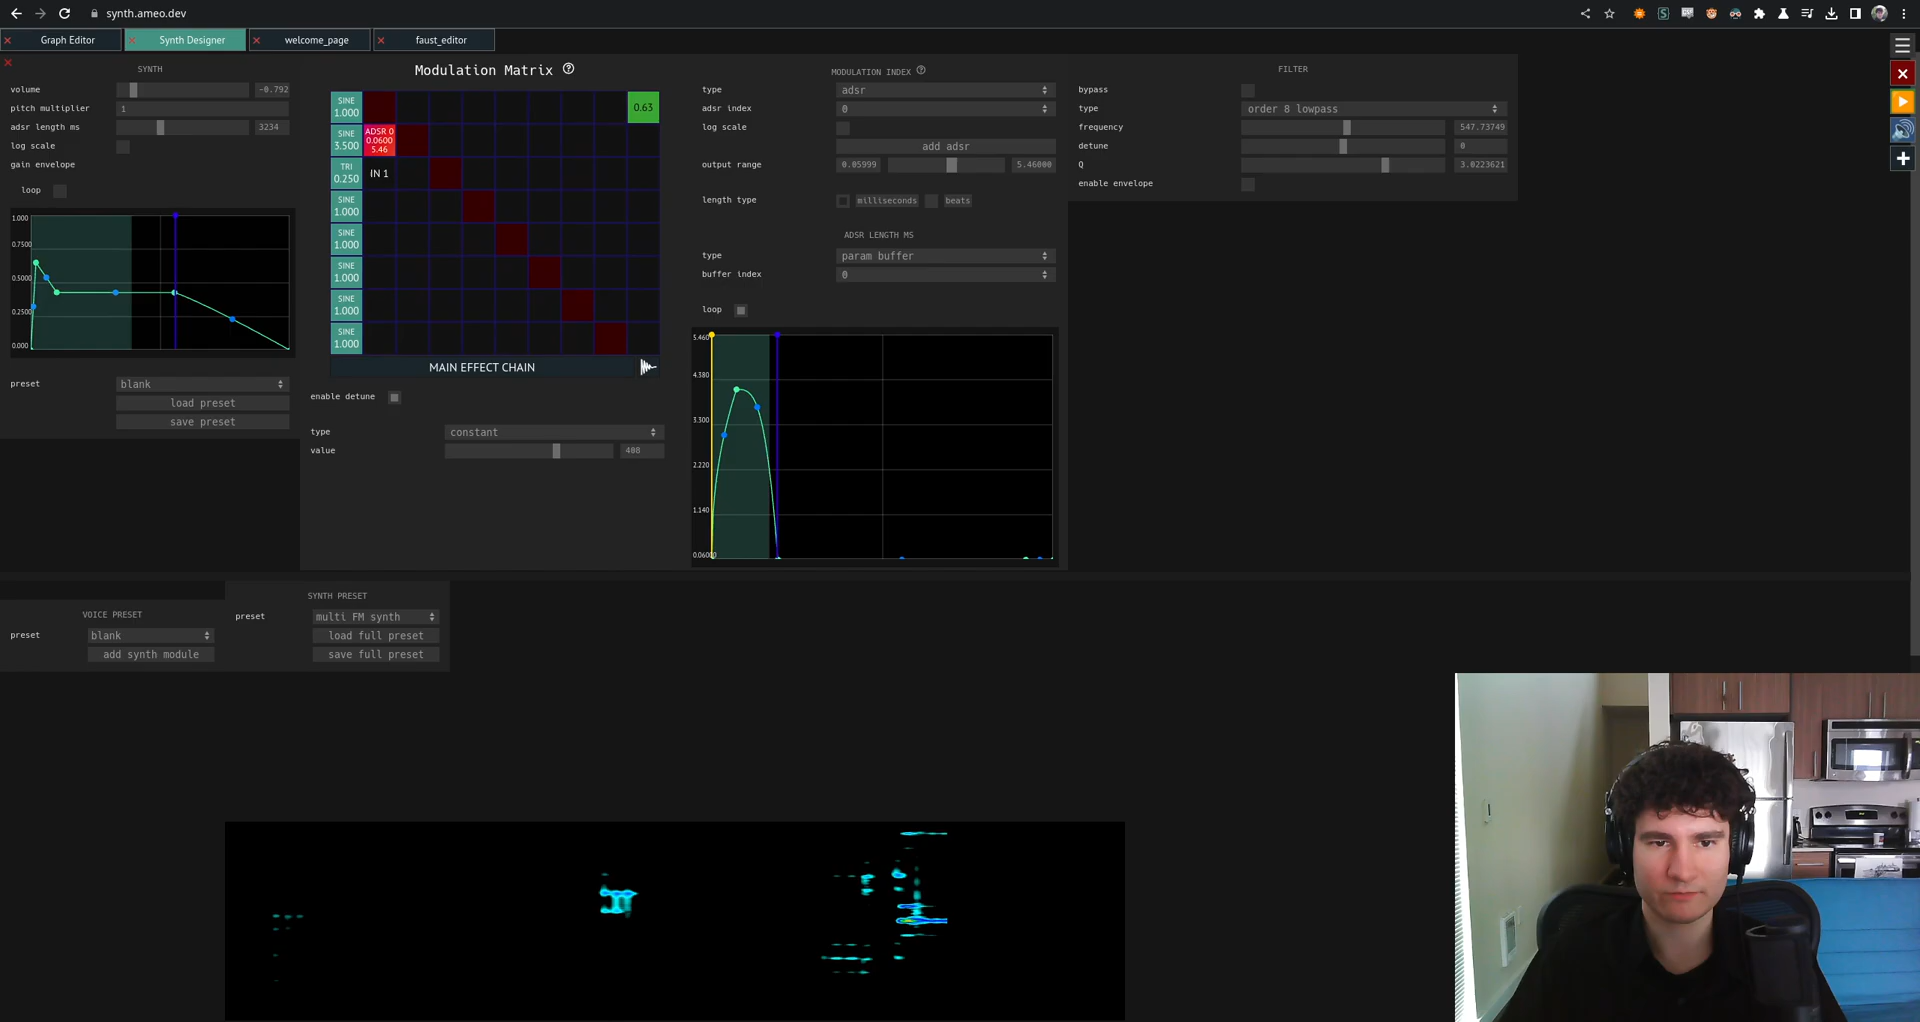 synth.ameo.dev
Graph Editor
Synth Designer
welcome_page
faust_editor
SYNTH
volume
-0.792
pitch multiplier
1
adsr length ms
3234
log scale
gain envelope
loop
1.000
0.7500
0.5000
0.2500
0.000
preset
blank
load preset
save preset
Modulation Matrix
SINE
1.000
0.63
SINE
3.500
ADSR 0
0.0600
5.46
TRI
0.250
IN 1
SINE
1.000
SINE
1.000
SINE
1.000
SINE
1.000
SINE
1.000
MAIN EFFECT CHAIN
enable detune
type
constant
value
408
MODULATION INDEX
type
adsr
adsr index
0
log scale
add adsr
output range
0.05999
5.46000
length type
milliseconds
beats
ADSR LENGTH MS
type
param buffer
buffer index
0
loop
5.460
4.380
3.300
2.220
1.140
0.0600
FILTER
bypass
type
order 8 lowpass
frequency
547.73749
detune
0
Q
3.0223621
enable envelope
VOICE PRESET
preset
blank
add synth module
SYNTH PRESET
preset
multi FM synth
load full preset
save full preset